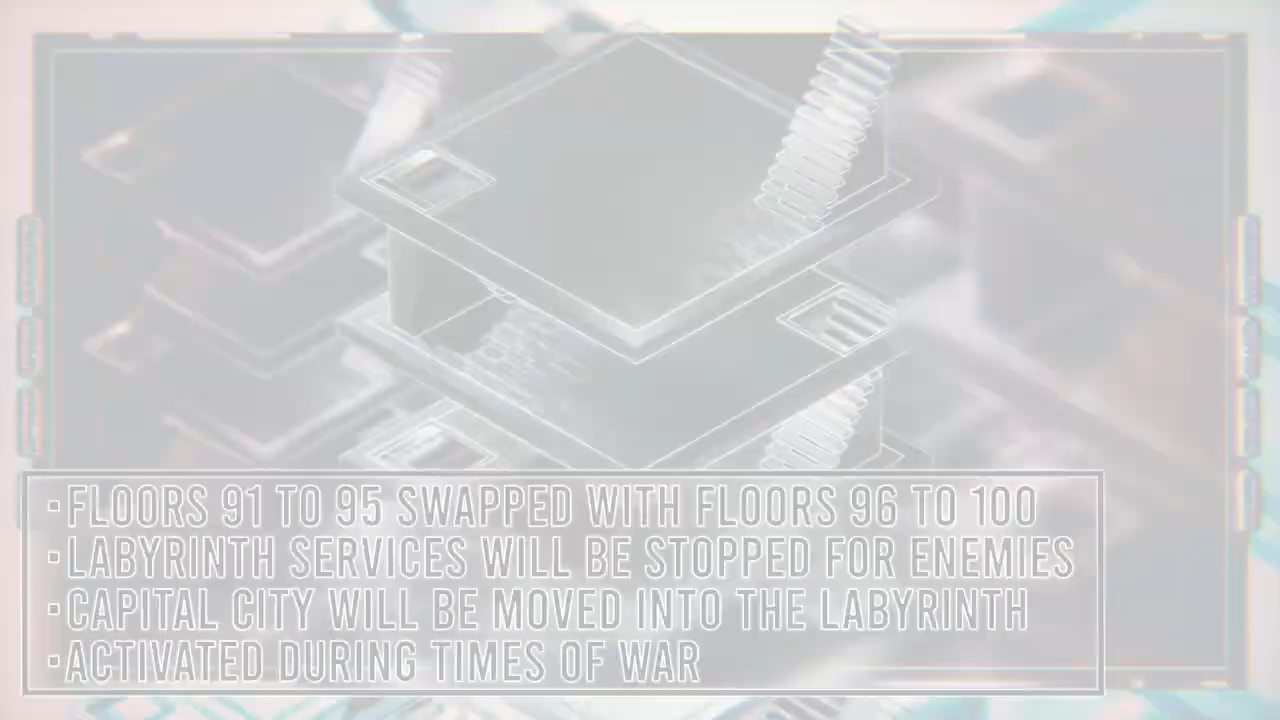 ·FLOORS 91 TO 95 SWAPPED WITH FLOORS 96 TO 100
·LABYRINTH SERVICES WILL BE STOPPED FOR ENEMIES
·CAPITAL CITY WILL BE MOVED INTO THE LABYRINTH
·ACTIVATED DURING TIMES OF WAR